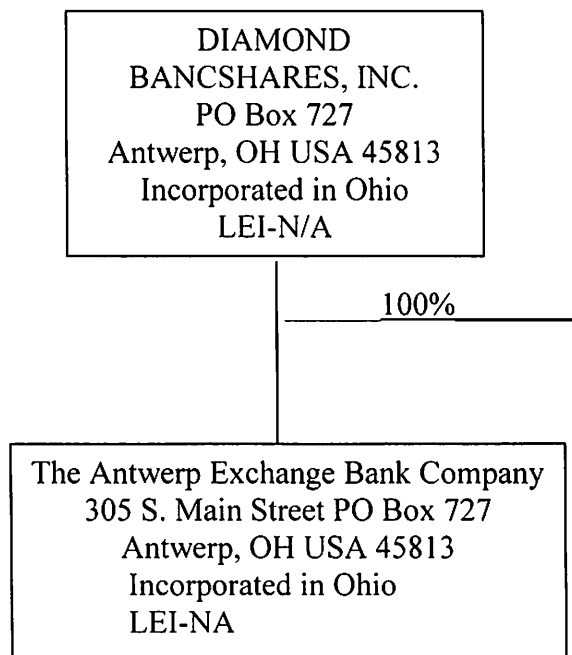 DIAMOND
BANCSHARES, INC.
PO Box 727
Antwerp, OH USA 45813
Incorporated in Ohio
LEI-N/A
100%
The Antwerp Exchange Bank Company
305 S. Main Street PO Box 727
Antwerp, OH USA 45813
Incorporated in Ohio
LEI-NA